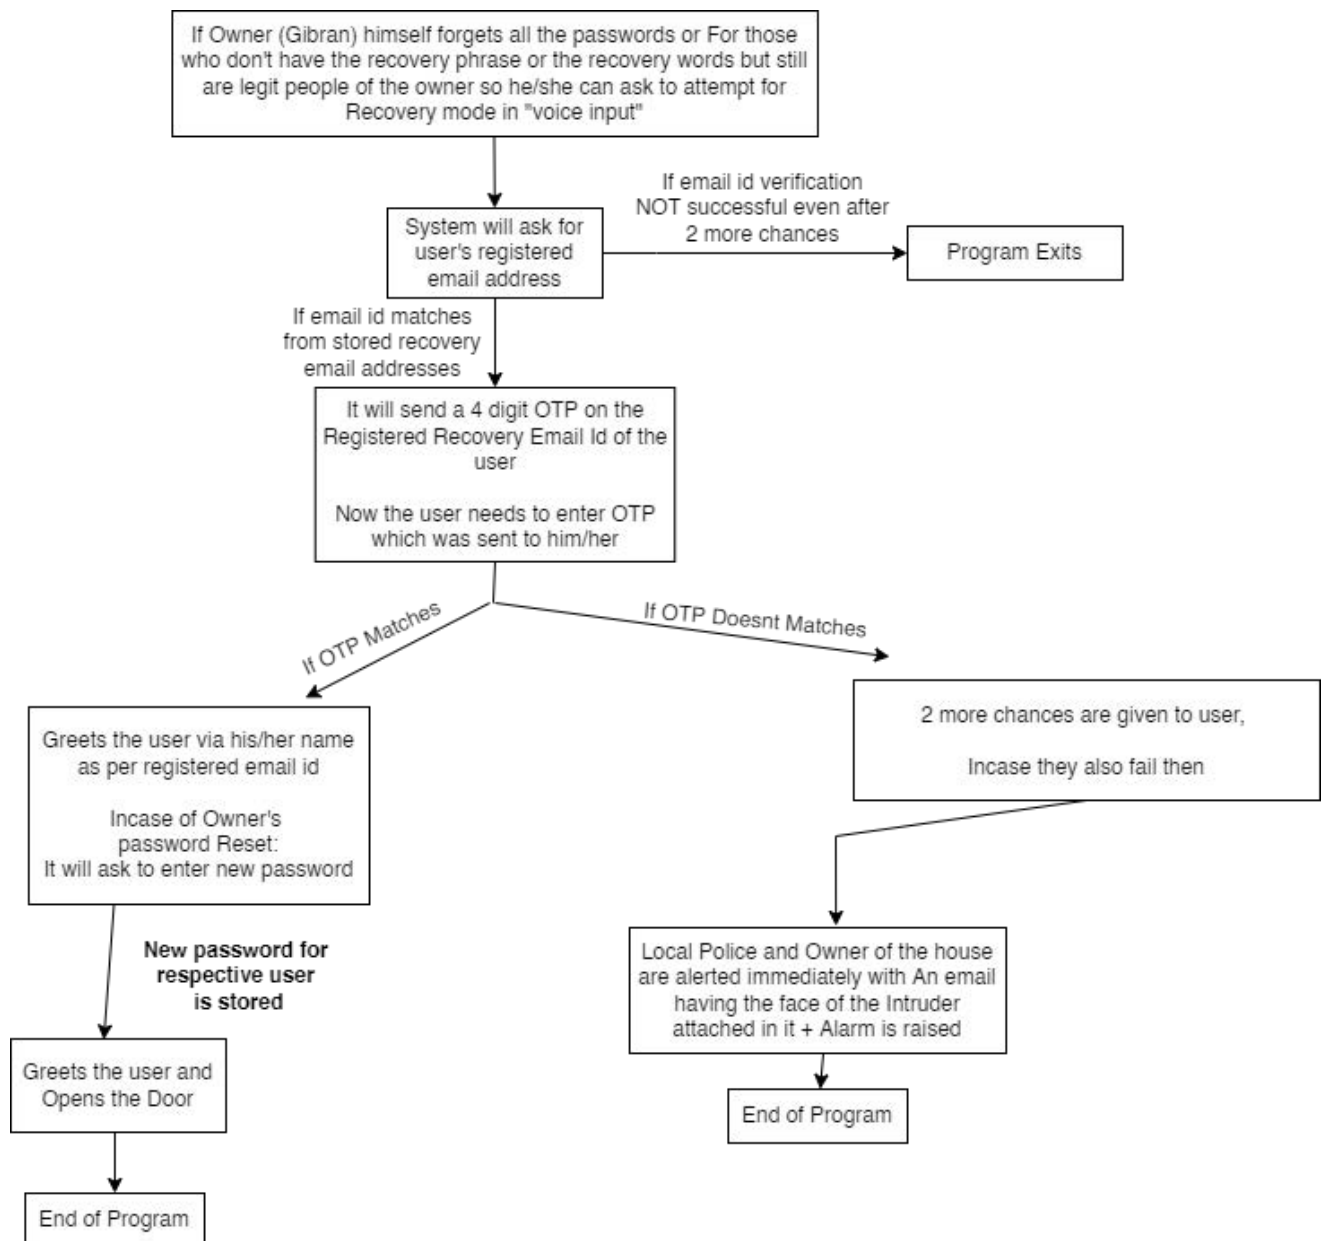 If Owner (Gibran) himself forgets all the passwords or For those
who don't have the recovery phrase or the recovery words but still
are legit people of the owner so he/she can ask to attempt for
Recovery mode in "voice input"
If email id verification
NOT successful even after
2 more chances
System will ask for
user's registered
email address
Program Exits
If email id matches
from stored recovery
email addresses
It will send a 4 digit OTP on the
Registered Recovery Email Id of the
user
Now the user needs to enter OTP
which was sent to him/her
If OTP Matches
If OTP Doesnt Matches
Greets the user via his/her name
as per registered email id
Incase of Owner's
password Reset:
It will ask to enter new password
2 more chances are given to user,
Incase they also fail then
New password for
respective user
is stored
Local Police and Owner of the house
are alerted immediately with An email
having the face of the Intruder
attached in it + Alarm is raised
Greets the user and
Opens the Door
End of Program
End of Program